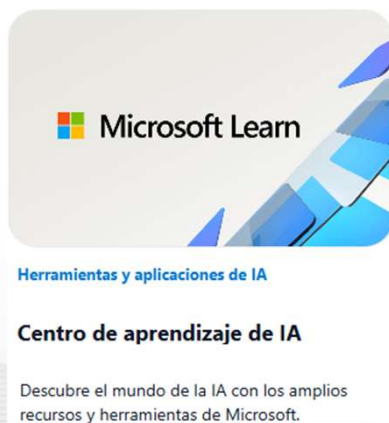 Microsoft Learn
Herramientas y aplicaciones de IA
Centro de aprendizaje de IA
Descubre el mundo de la IA con los amplios
recursos y herramientas de Microsoft.